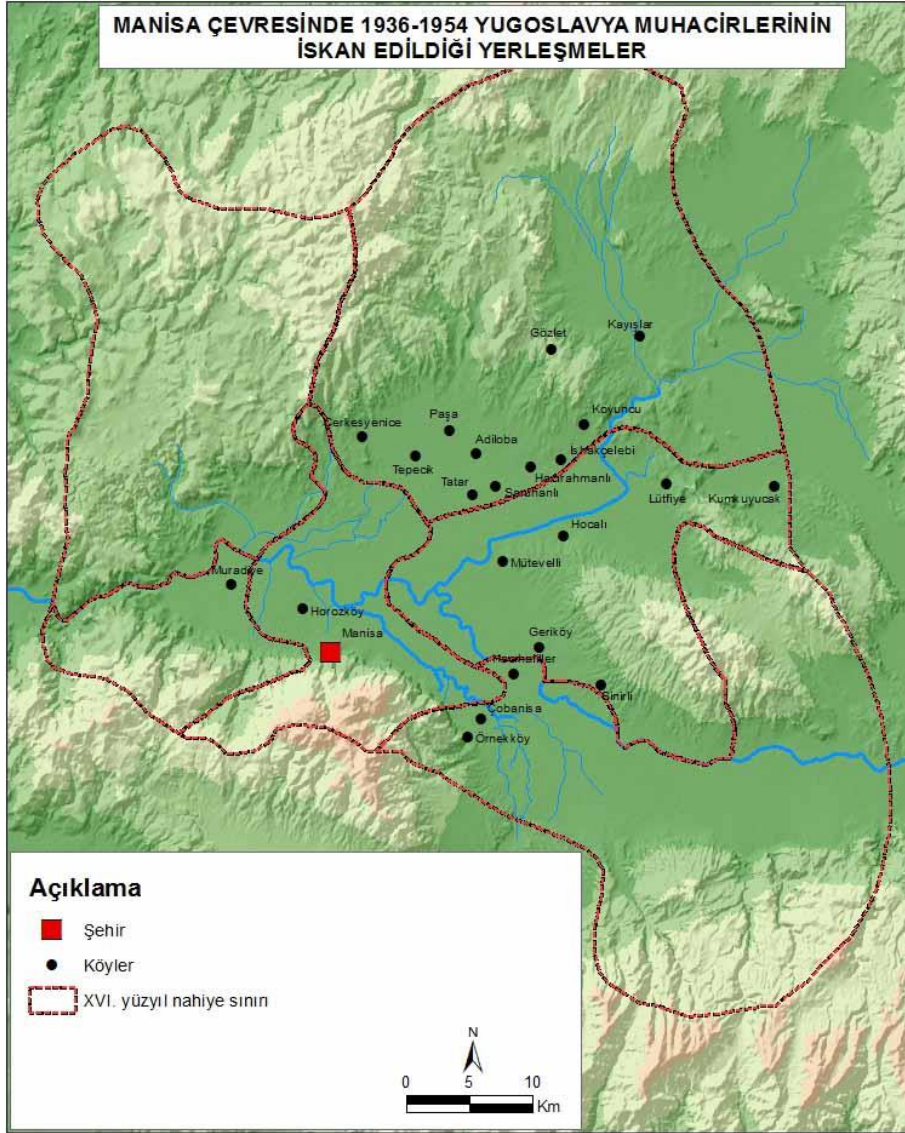 MANİSA ÇEVRESİNDE 1936-1954 YUGOSLAVYA MUHACİRLERİNİN
İSKAN EDİLDİĞİ YERLEŞMELER
Gözlet
Kayışlar
Paşa
Koyuncu
Çerkesyenice
Adiloba
İshakçelebi
Tepecik
Hacırahmanlı
Tatar
Saruhanlı
Lütfiye
Kumkuyucak
Hocalı
Mütevelli
Muradiye
Horozköy
Manisa
Geriköy
Sinirli
Çobanisa
Örnekköy
Açıklama
Şehir
Köyler
XVI. yüzyıl nahiye sınırı
N
0 5 10
Km